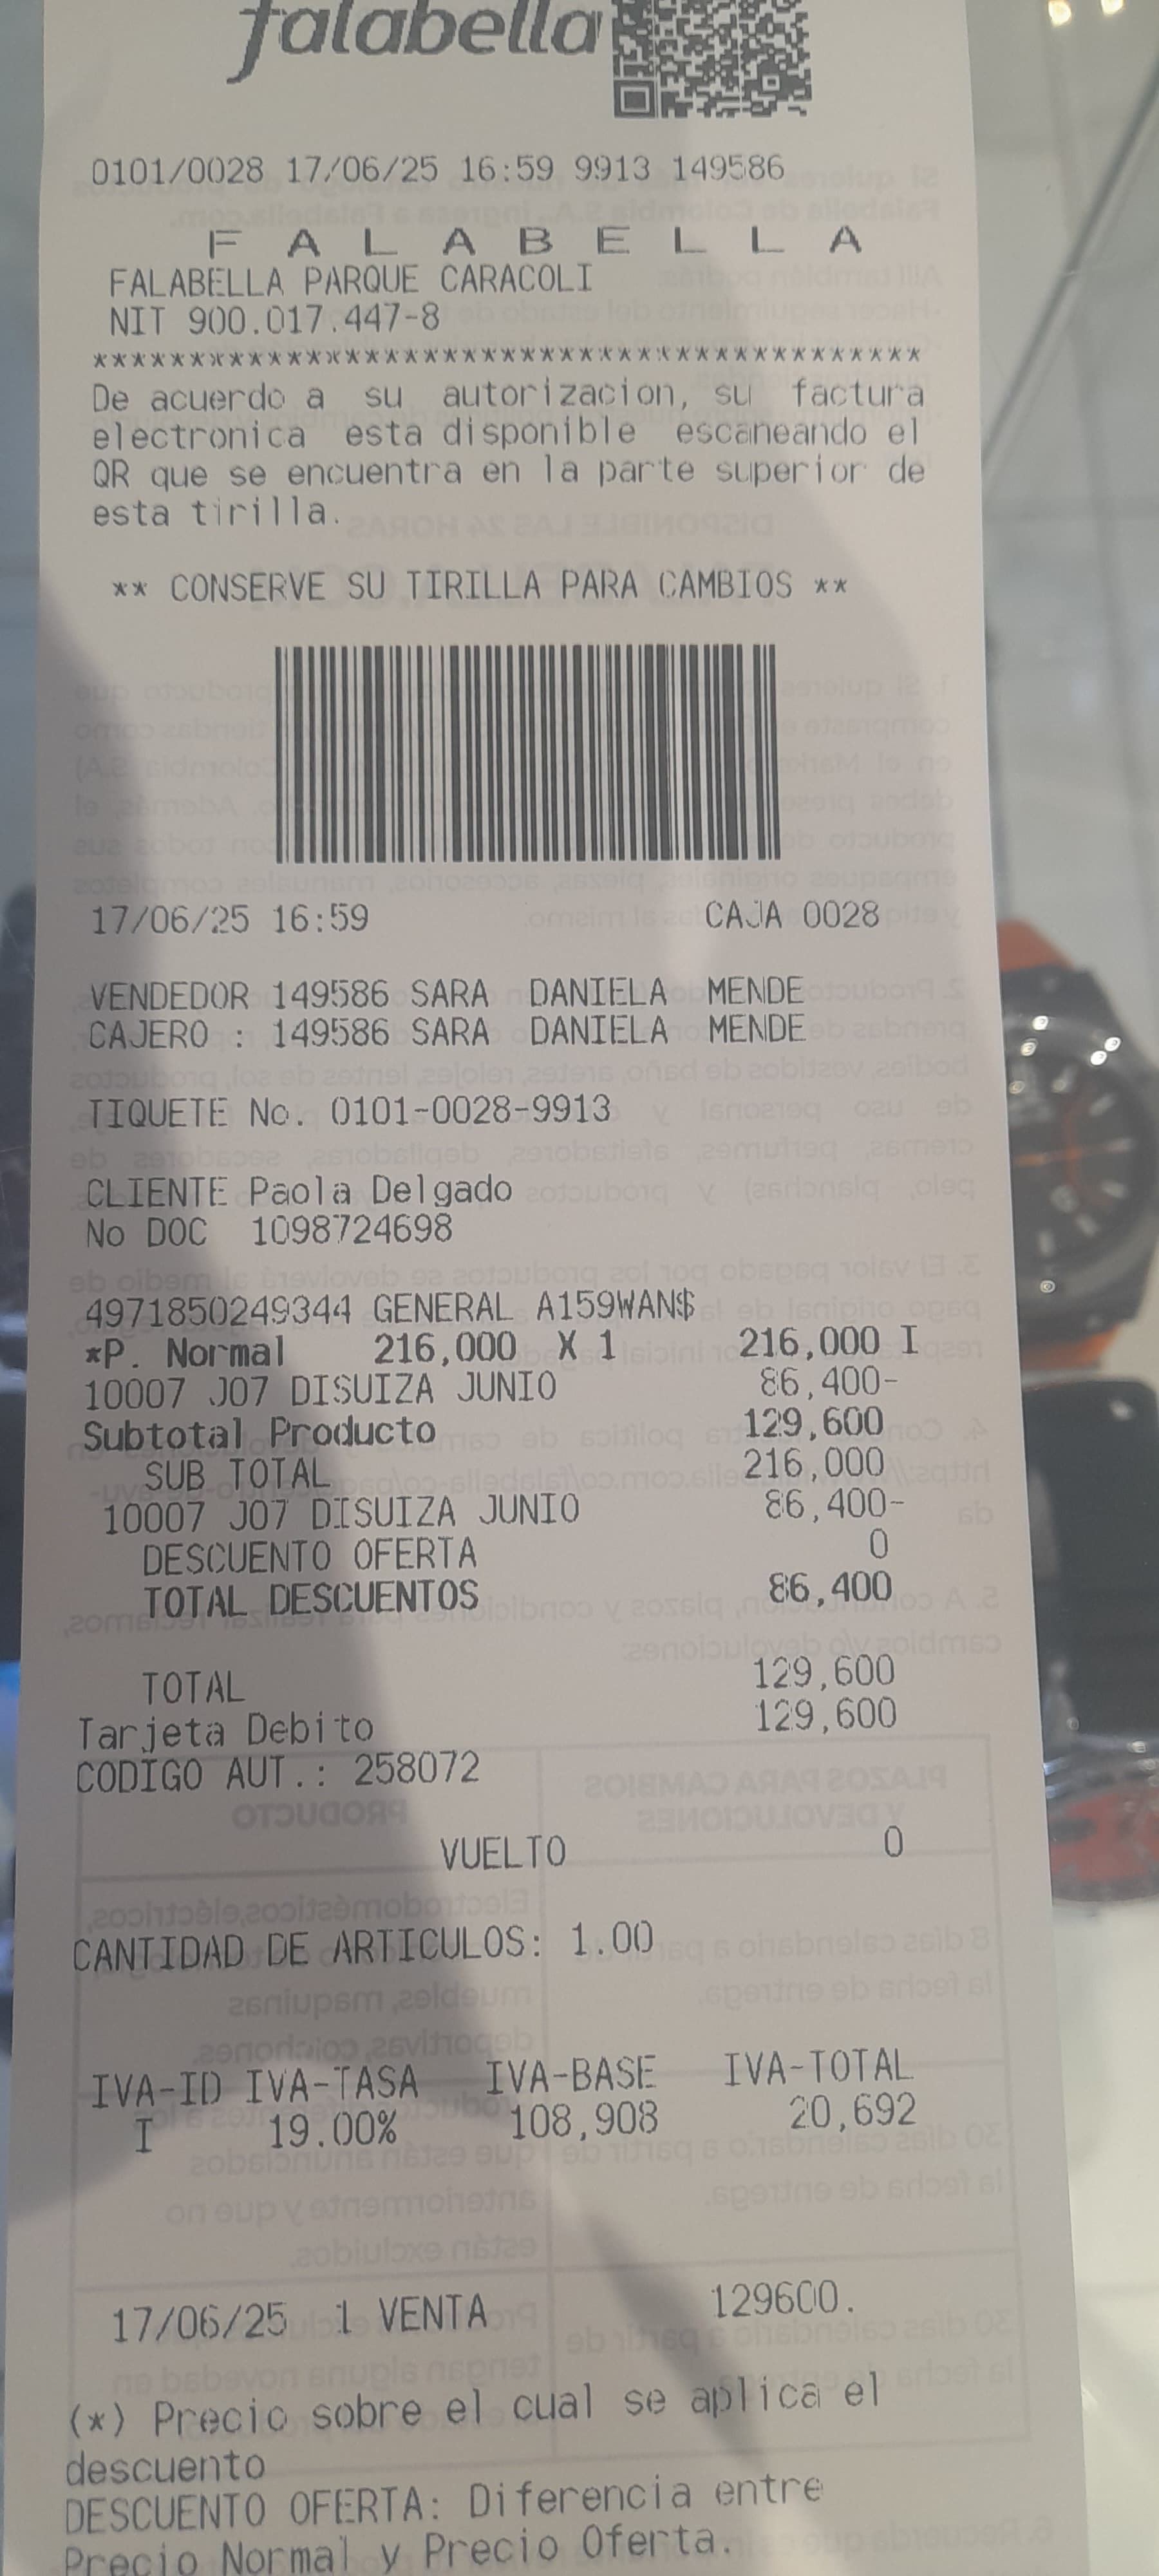 falabella
0101/0028 17/06/25 16:59 9913 149586
F A L A B E L L A
FALABELLA PARQUE CARACOLI
NIT 900.017.447-8
******************************************
De acuerdo a su autorizacion, su factura
electronica esta disponible escaneando el
QR que se encuentra en la parte superior de
esta tirilla.
** CONSERVE SU TIRILLA PARA CAMBIOS **
17/06/25 16:59 CAJA 0028
VENDEDOR 149586 SARA DANIELA MENDE
CAJERO : 149586 SARA DANIELA MENDE
TIQUETE No. 0101-0028-9913
CLIENTE Paola Delgado
No DOC 1098724698
4971850249344 GENERAL A159WAN$
*P. Normal 216,000 X 1 216,000 I
10007 J07 DISUIZA JUNIO 86,400-
Subtotal Producto 129,600
SUB TOTAL 216,000
10007 J07 DISUIZA JUNIO 86,400-
DESCUENTO OFERTA 0
TOTAL DESCUENTOS 86,400
TOTAL 129,600
Tarjeta Debito 129,600
CODIGO AUT.: 258072
VUELTO 0
CANTIDAD DE ARTICULOS: 1.00
IVA-ID IVA-TASA IVA-BASE IVA-TOTAL
I 19.00% 108,908 20,692
17/06/25 1 VENTA 129600.
(*) Precio sobre el cual se aplica el
descuento
DESCUENTO OFERTA: Diferencia entre
Precio Normal y Precio Oferta.